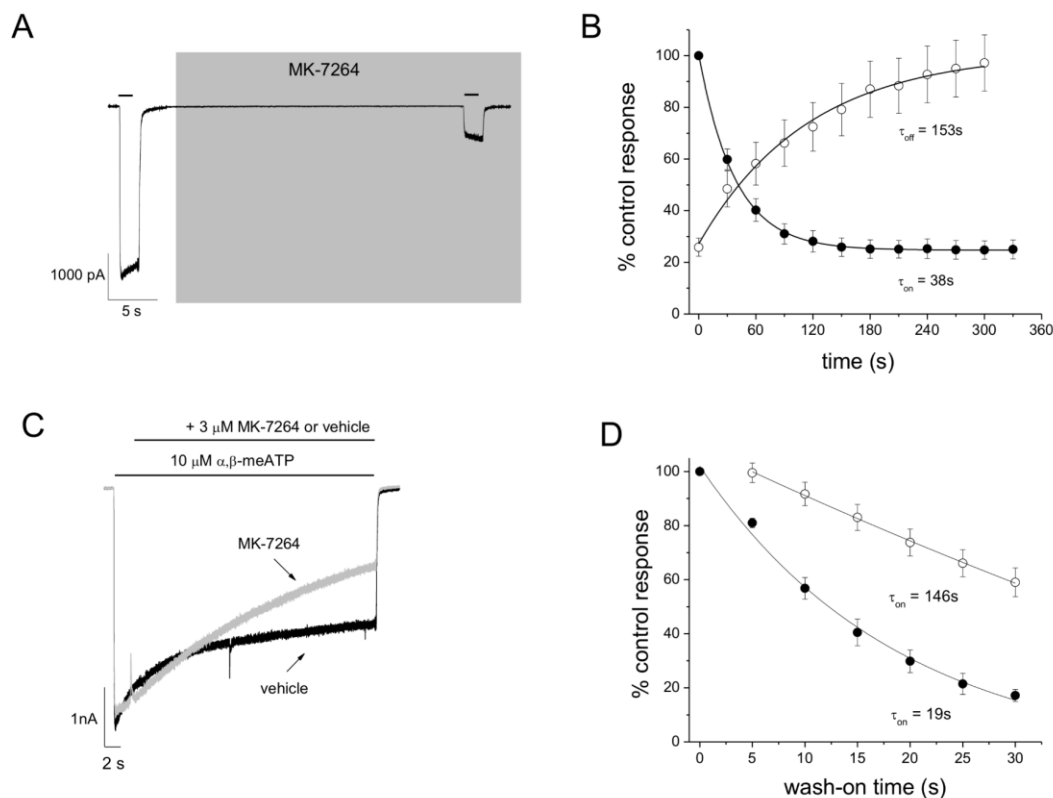 A
MK-7264
1000 pA
5 s
B
% control response
100
80
60
40
20
0
τoff = 153s
τon = 38s
0 60 120 180 240 300 360
time (s)
C
+ 3 μM MK-7264 or vehicle
10 μM α,β-meATP
MK-7264
vehicle
1nA
2 s
D
% control response
100
80
60
40
20
0
τon = 146s
τon = 19s
0 5 10 15 20 25 30
wash-on time (s)